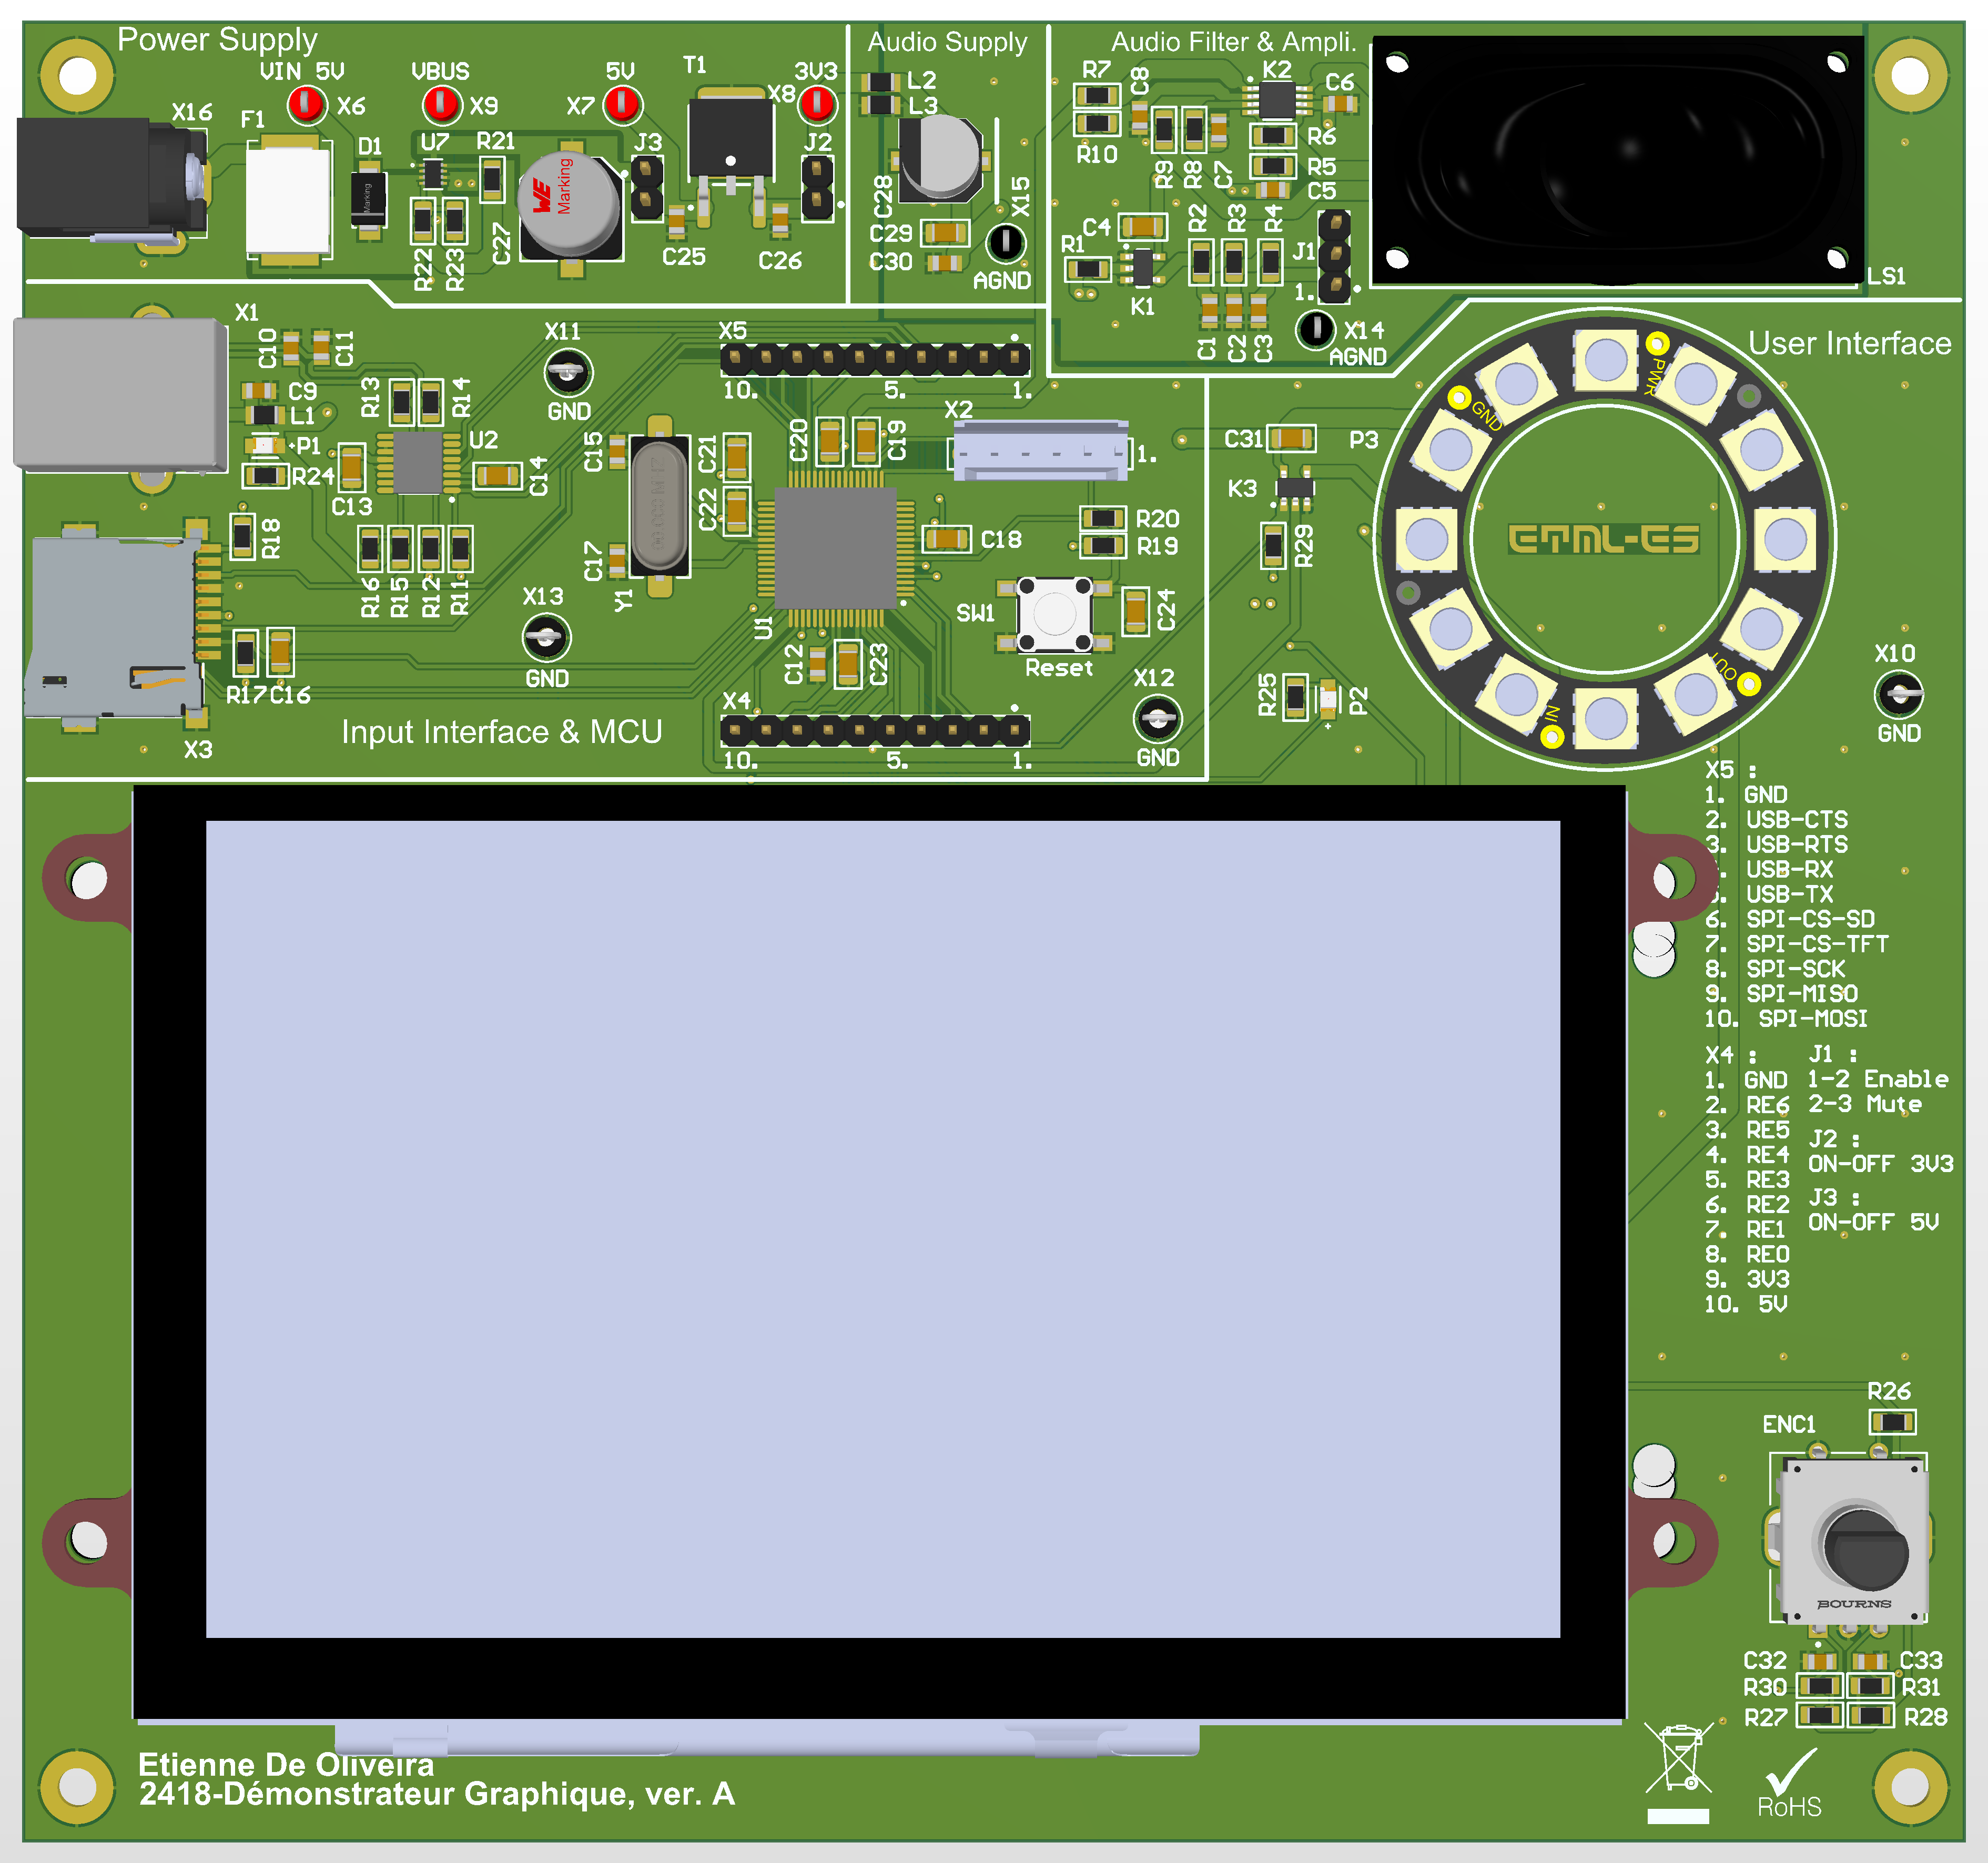 Power Supply
Audio Supply
Audio Filter & Ampli.
VIN 5V
VBUS
5V
T1
3V3
X6
X9
X7
X8
L2
L3
R7
C8
K2
C6
X16
F1
D1
U7
R21
J3
J2
R10
R9
R8
C7
R6
R5
C5
WE
Marking
Marking
R22
R23
C27
C25
C26
C28
C29
C30
X15
AGND
C4
R1
K1
R2
R3
R4
J1
1.
LS1
X1
C10
C11
X11
GND
X5
10.
5.
1.
C1
C2
C3
X14
AGND
User Interface
C9
L1
P1
R24
R13
R14
U2
C13
C14
C15
C21
C20
C19
X2
1.
C31
P3
PWR
GND
K3
C22
R18
R16
R15
R12
R11
C17
Y1
U1
C18
R20
R19
R29
ETML-ES
X13
GND
SW1
Reset
C24
R17
C16
C12
C23
X12
GND
R25
P2
OUT
IN
X10
GND
X3
Input Interface & MCU
X4
10.
5.
1.
X5 :
1. GND
2. USB-CTS
3. USB-RTS
USB-RX
USB-TX
6. SPI-CS-SD
7. SPI-CS-TFT
8. SPI-SCK
9. SPI-MISO
10. SPI-MOSI
X4 :
1. GND
2. RE6
3. RE5
4. RE4
5. RE3
6. RE2
7. RE1
8. RE0
9. 3V3
10. 5V
J1 :
1-2 Enable
2-3 Mute
J2 :
ON-OFF 3V3
J3 :
ON-OFF 5V
R26
ENC1
BOURNS
C32
C33
R30
R31
R27
R28
Etienne De Oliveira
2418-Démonstrateur Graphique, ver. A
RoHS